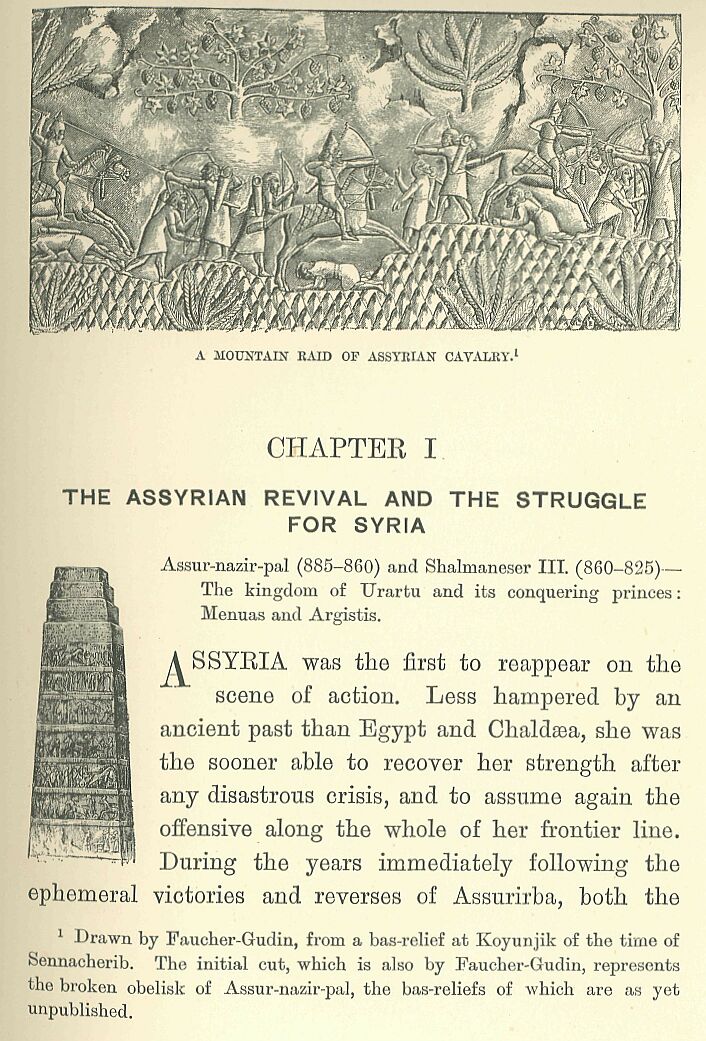 A MOUNTAIN RAID OF ASSYRIAN CAVALRY.¹
CHAPTER I
THE ASSYRIAN REVIVAL AND THE STRUGGLE
FOR SYRIA
Assur-nazir-pal (885–860) and Shalmaneser III. (860–825)—
The kingdom of Urartu and its conquering princes:
Menuas and Argistis.
ASSYRIA was the first to reappear on the
scene of action. Less hampered by an
ancient past than Egypt and Chaldæa, she was
the sooner able to recover her strength after
any disastrous crisis, and to assume again the
offensive along the whole of her frontier line.
During the years immediately following the
ephemeral victories and reverses of Assurirba, both the
¹ Drawn by Faucher-Gudin, from a bas-relief at Koyunjik of the time of
Sennacherib. The initial cut, which is also by Faucher-Gudin, represents
the broken obelisk of Assur-nazir-pal, the bas-reliefs of which are as yet
unpublished.